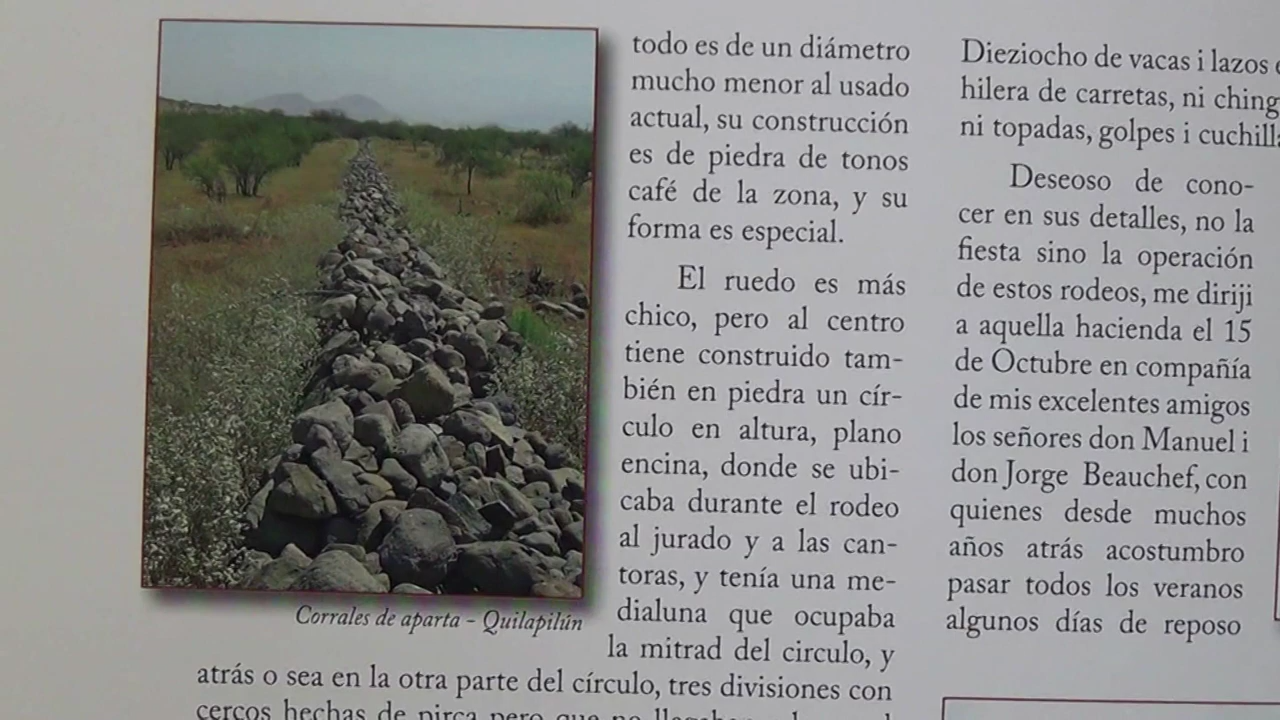 todo es de un diámetro
mucho menor al usado
actual, su construcción
es de piedra de tonos
café de la zona, y su
forma es especial.
El ruedo es más
chico, pero al centro
tiene construido tam-
bién en piedra un cír-
culo en altura, plano
encina, donde se ubi-
caba durante el rodeo
al jurado y a las can-
toras, y tenía una me-
dialuna que ocupaba
la mitrad del circulo, y
atrás o sea en la otra parte del círculo, tres divisiones con
cercos hechas de pirca pero que no
Corrales de aparta - Quilapilún
Dieziocho de vacas i lazos
hilera de carretas, ni
ni topadas, golpes i
Deseoso de cono-
cer en sus detalles, no la
fiesta sino la operación
de estos rodeos, me diriji
a aquella hacienda el 15
de Octubre en compañía
de mis excelentes amigos
los señores don Manuel i
don Jorge Beauchef, con
quienes desde muchos
años atrás acostumbro
pasar todos los veranos
algunos días de reposo